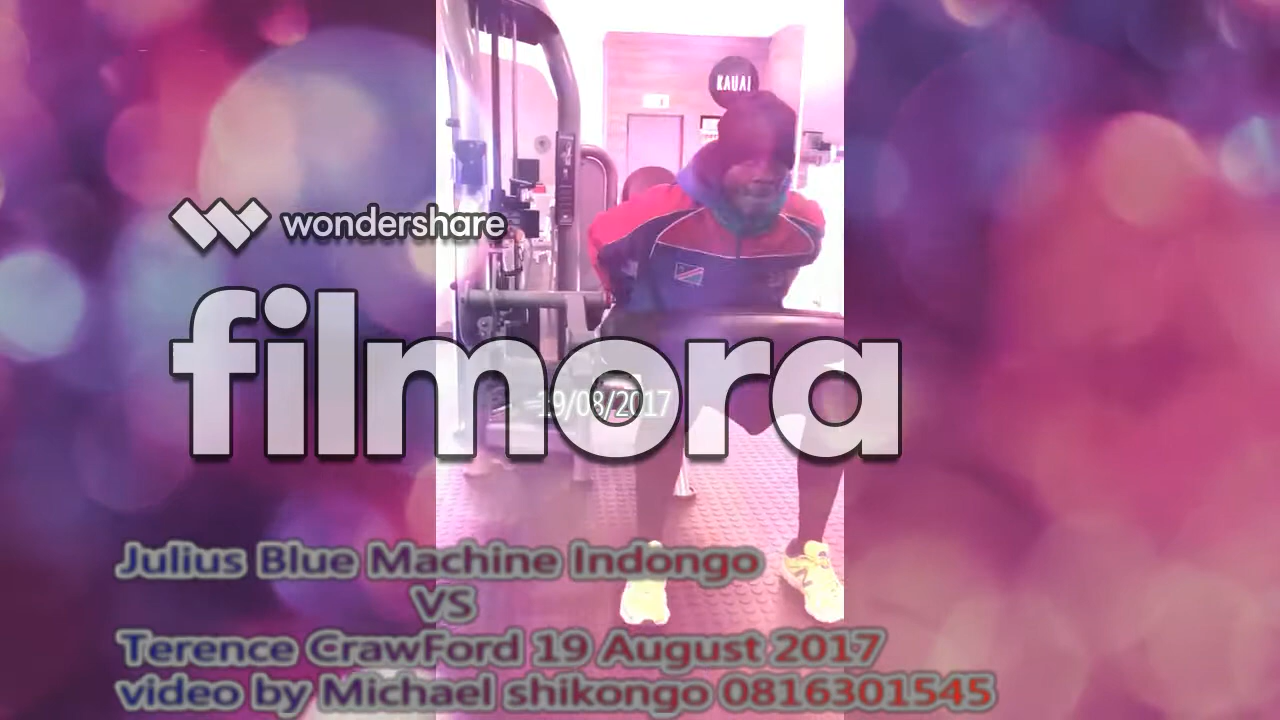 KAUAI
wondershare
filmora
19/08/2017
Julius Blue Machine Indongo
VS
Terence CrawFord 19 August 2017
video by Michael shikongo 0816301545